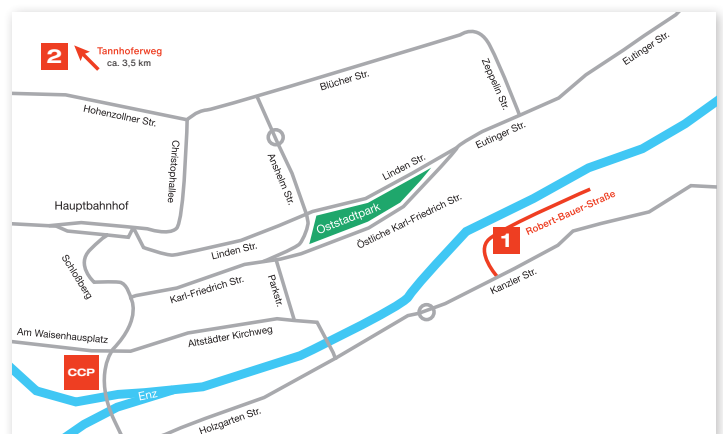 2
Tannhoferweg
ca. 3,5 km
Eutinger Str.
Blücher Str.
Zeppelin Str.
Hohenzollner Str.
Christophallee
Anshelm Str.
Eutinger Str.
Linden Str.
Hauptbahnhof
Oststadtpark
Östliche Karl-Friedrich Str.
Robert-Bauer-Straße
1
Linden Str.
Schloßberg
Karl-Friedrich Str.
Parkstr.
Kanzler Str.
Am Waisenhausplatz
Altstädter Kirchweg
CCP
Enz
Holzgarten Str.